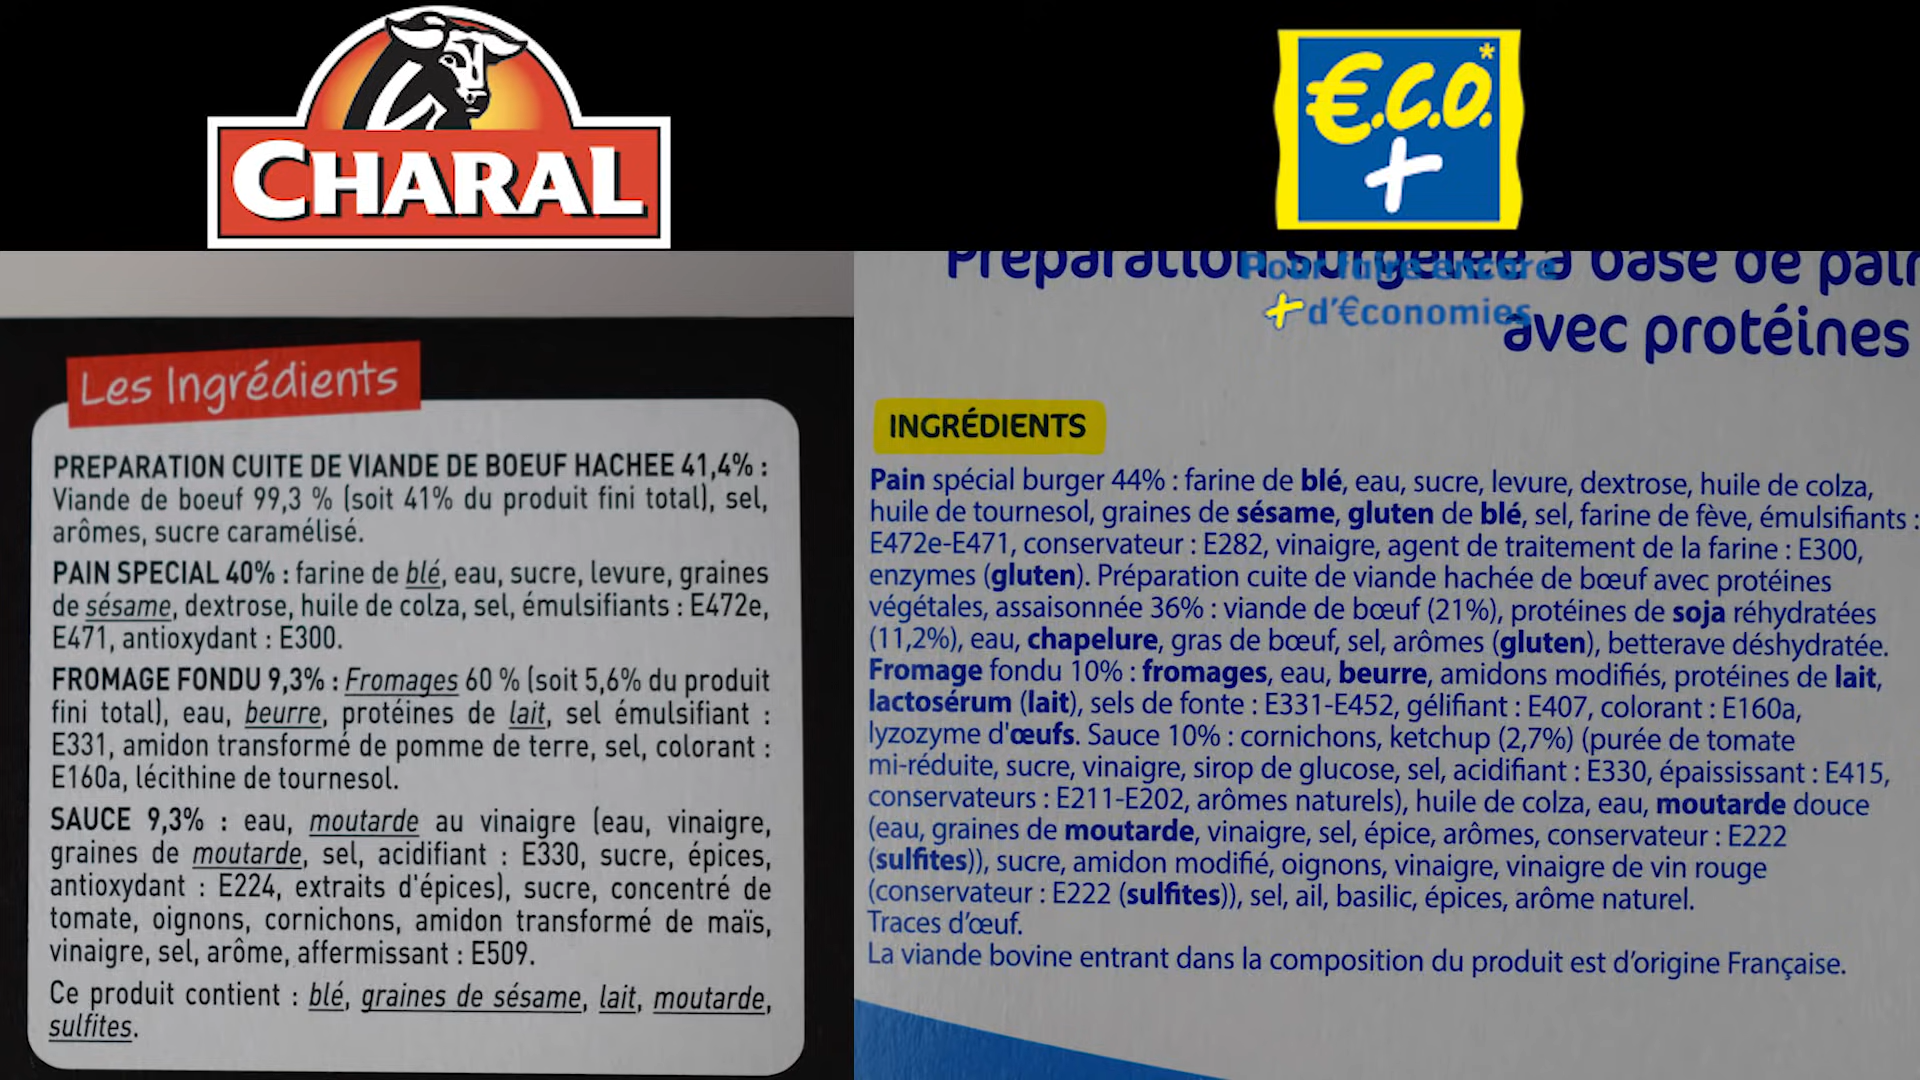 CHARAL
€.C.O.*
+
Les Ingrédients
PREPARATION CUITE DE VIANDE DE BOEUF HACHEE 41,4% :
Viande de boeuf 99,3 % (soit 41% du produit fini total), sel,
arômes, sucre caramélisé.
PAIN SPECIAL 40% : farine de blé, eau, sucre, levure, graines
de sésame, dextrose, huile de colza, sel, émulsifiants : E472e,
E471, antioxydant : E300.
FROMAGE FONDU 9,3% : Fromages 60 % (soit 5,6% du produit
fini total), eau, beurre, protéines de lait, sel émulsifiant :
E331, amidon transformé de pomme de terre, sel, colorant :
E160a, lécithine de tournesol.
SAUCE 9,3% : eau, moutarde au vinaigre (eau, vinaigre,
graines de moutarde, sel, acidifiant : E330, sucre, épices,
antioxydant : E224, extraits d'épices), sucre, concentré de
tomate, oignons, cornichons, amidon transformé de maïs,
vinaigre, sel, arôme, affermissant : E509.
Ce produit contient : blé, graines de sésame, lait, moutarde,
sulfites.
Préparation surgelée à base de pain
Pour faire encore
+ d'€conomies
avec protéines
INGRÉDIENTS
Pain spécial burger 44% : farine de blé, eau, sucre, levure, dextrose, huile de colza,
huile de tournesol, graines de sésame, gluten de blé, sel, farine de fève, émulsifiants :
E472e-E471, conservateur : E282, vinaigre, agent de traitement de la farine : E300,
enzymes (gluten). Préparation cuite de viande hachée de bœuf avec protéines
végétales, assaisonnée 36% : viande de bœuf (21%), protéines de soja réhydratées
(11,2%), eau, chapelure, gras de bœuf, sel, arômes (gluten), betterave déshydratée.
Fromage fondu 10% : fromages, eau, beurre, amidons modifiés, protéines de lait,
lactosérum (lait), sels de fonte : E331-E452, gélifiant : E407, colorant : E160a,
lyzozyme d'œufs. Sauce 10% : cornichons, ketchup (2,7%) (purée de tomate
mi-réduite, sucre, vinaigre, sirop de glucose, sel, acidifiant : E330, épaississant : E415,
conservateurs : E211-E202, arômes naturels), huile de colza, eau, moutarde douce
(eau, graines de moutarde, vinaigre, sel, épice, arômes, conservateur : E222
(sulfites)), sucre, amidon modifié, oignons, vinaigre, vinaigre de vin rouge
(conservateur : E222 (sulfites)), sel, ail, basilic, épices, arôme naturel.
Traces d'œuf.
La viande bovine entrant dans la composition du produit est d'origine Française.